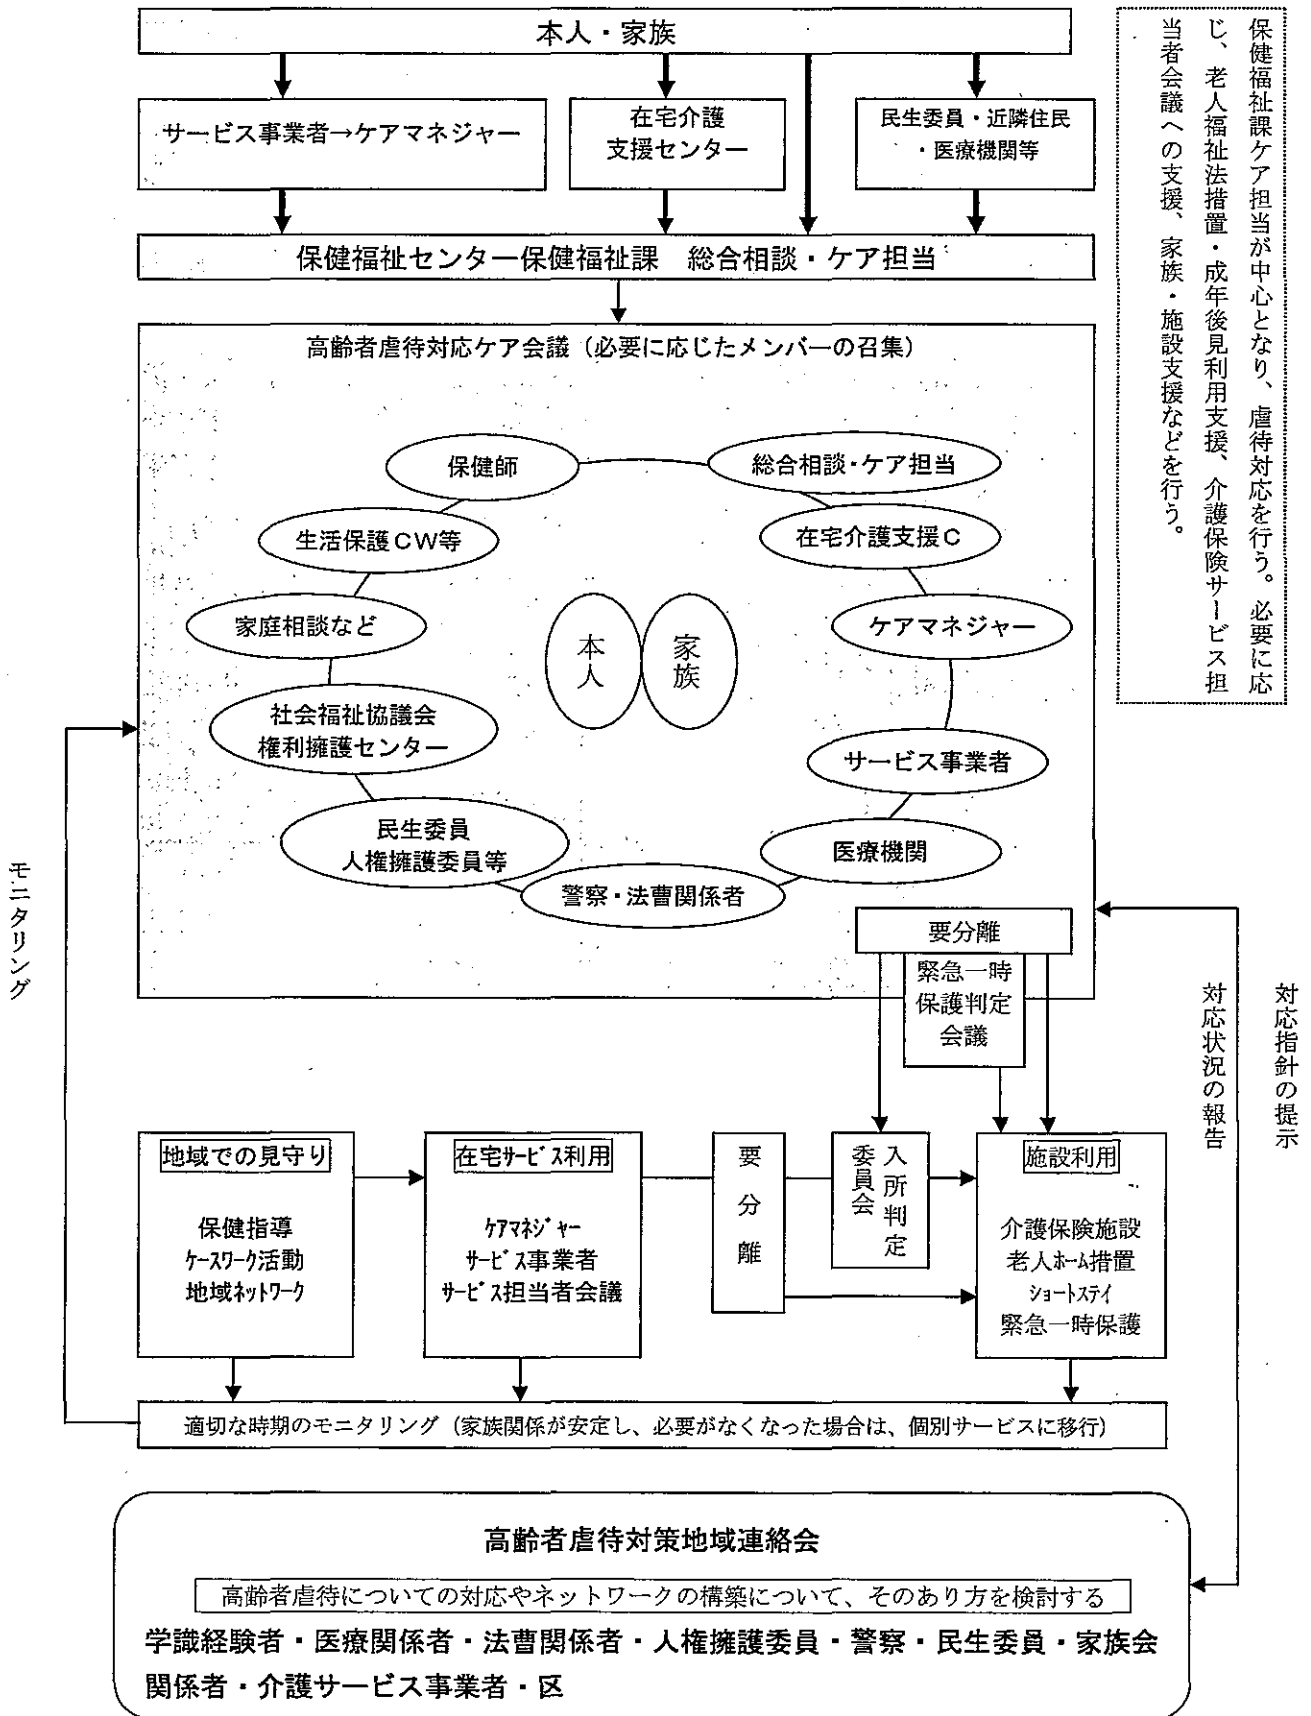 本人・家族
保健福祉課ケア担当が中心となり、虐待対応を行う。必要に応
じ、老人福祉法措置・成年後見利用支援、介護保険サービス担
当者会議への支援、家族・施設支援などを行う。
サービス事業者→ケアマネジャー
在宅介護
支援センター
民生委員・近隣住民
・医療機関等
保健福祉センター保健福祉課　総合相談・ケア担当
高齢者虐待対応ケア会議（必要に応じたメンバーの召集）
保健師
総合相談・ケア担当
生活保護ＣＷ等
在宅介護支援Ｃ
家庭相談など
ケアマネジャー
本人
家族
社会福祉協議会
権利擁護センター
サービス事業者
民生委員
人権擁護委員等
医療機関
警察・法曹関係者
要分離
緊急一時
保護判定
会議
モニタリング
対応指針の提示
対応状況の報告
地域での見守り
保健指導
ｹｰｽﾜｰｸ活動
地域ﾈｯﾄﾜｰｸ
在宅ｻｰﾋﾞｽ利用
ｹｱﾏﾈｼﾞｬｰ
ｻｰﾋﾞｽ事業者
ｻｰﾋﾞｽ担当者会議
要分離
入所判定
委員会
施設利用
介護保険施設
老人ﾎｰﾑ措置
ｼｮｰﾄｽﾃｲ
緊急一時保護
適切な時期のモニタリング（家族関係が安定し、必要がなくなった場合は、個別サービスに移行）
高齢者虐待対策地域連絡会
高齢者虐待についての対応やネットワークの構築について、そのあり方を検討する
学識経験者・医療関係者・法曹関係者・人権擁護委員・警察・民生委員・家族会
関係者・介護サービス事業者・区